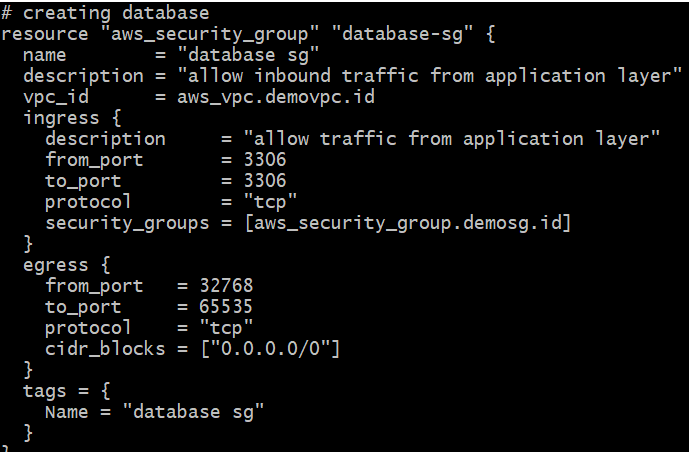 # creating database
resource "aws_security_group" "database-sg" {
  name        = "database sg"
  description = "allow inbound traffic from application layer"
  vpc_id      = aws_vpc.demovpc.id
  ingress {
    description     = "allow traffic from application layer"
    from_port       = 3306
    to_port         = 3306
    protocol        = "tcp"
    security_groups = [aws_security_group.demosg.id]
  }
  egress {
    from_port   = 32768
    to_port     = 65535
    protocol    = "tcp"
    cidr_blocks = ["0.0.0.0/0"]
  }
  tags = {
    Name = "database sg"
  }
}